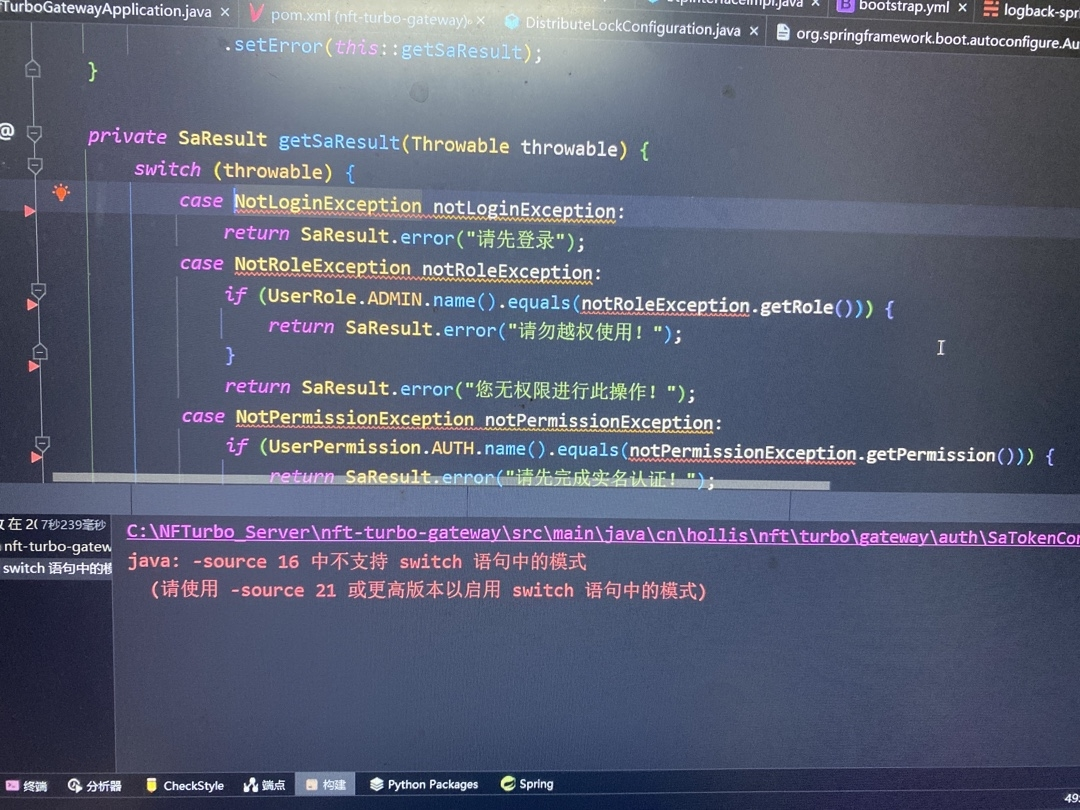 TurboGatewayApplication.java × pom.xml (nft-turbo-gateway) × DistributeLockConfiguration.java × × bootstrap.yml × logback-spri
org.springframework.boot.autoconfigure.Au
.setError(this::getSaResult);
}
@
private SaResult getSaResult(Throwable throwable) {
switch (throwable) {
case NotLoginException notLoginException:
return SaResult.error("请先登录");
case NotRoleException notRoleException:
if (UserRole.ADMIN.name().equals(notRoleException.getRole())) {
return SaResult.error("请勿越权使用！");
}
return SaResult.error("您无权限进行此操作！");
case NotPermissionException notPermissionException:
if (UserPermission.AUTH.name().equals(notPermissionException.getPermission())) {
return SaResult.error("请先完成实名认证！");
在 2( 7秒239毫秒
nft-turbo-gatew
switch 语句中的模
C:\NFTurbo_Server\nft-turbo-gateway\src\main\java\cn\hollis\nft\turbo\gateway\auth\SaTokenCon
java: -source 16 中不支持 switch 语句中的模式
(请使用 -source 21 或更高版本以启用 switch 语句中的模式)
终端 分析器 CheckStyle 端点 构建 Python Packages Spring
49: